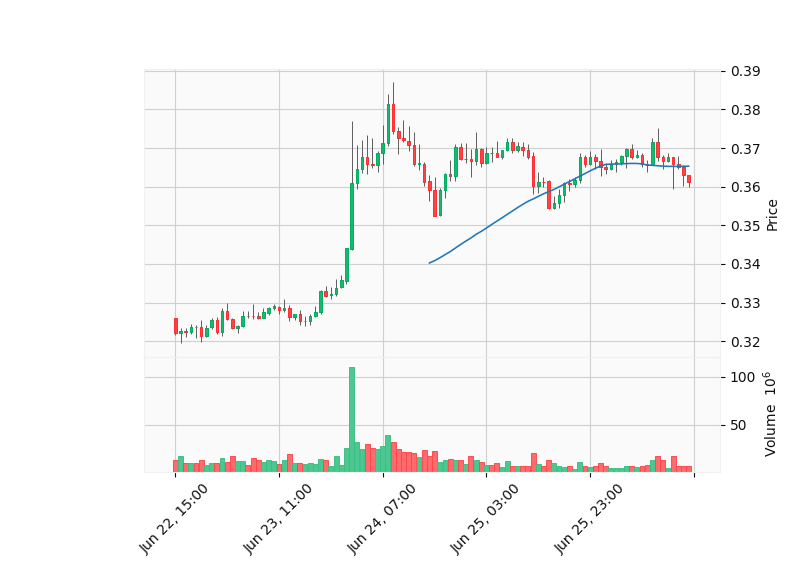 0.39
0.38
0.37
0.36
0.35
0.34
0.33
0.32
Price
100
50
Volume 10^6
Jun 22, 15:00
Jun 23, 11:00
Jun 24, 07:00
Jun 25, 03:00
Jun 25, 23:00